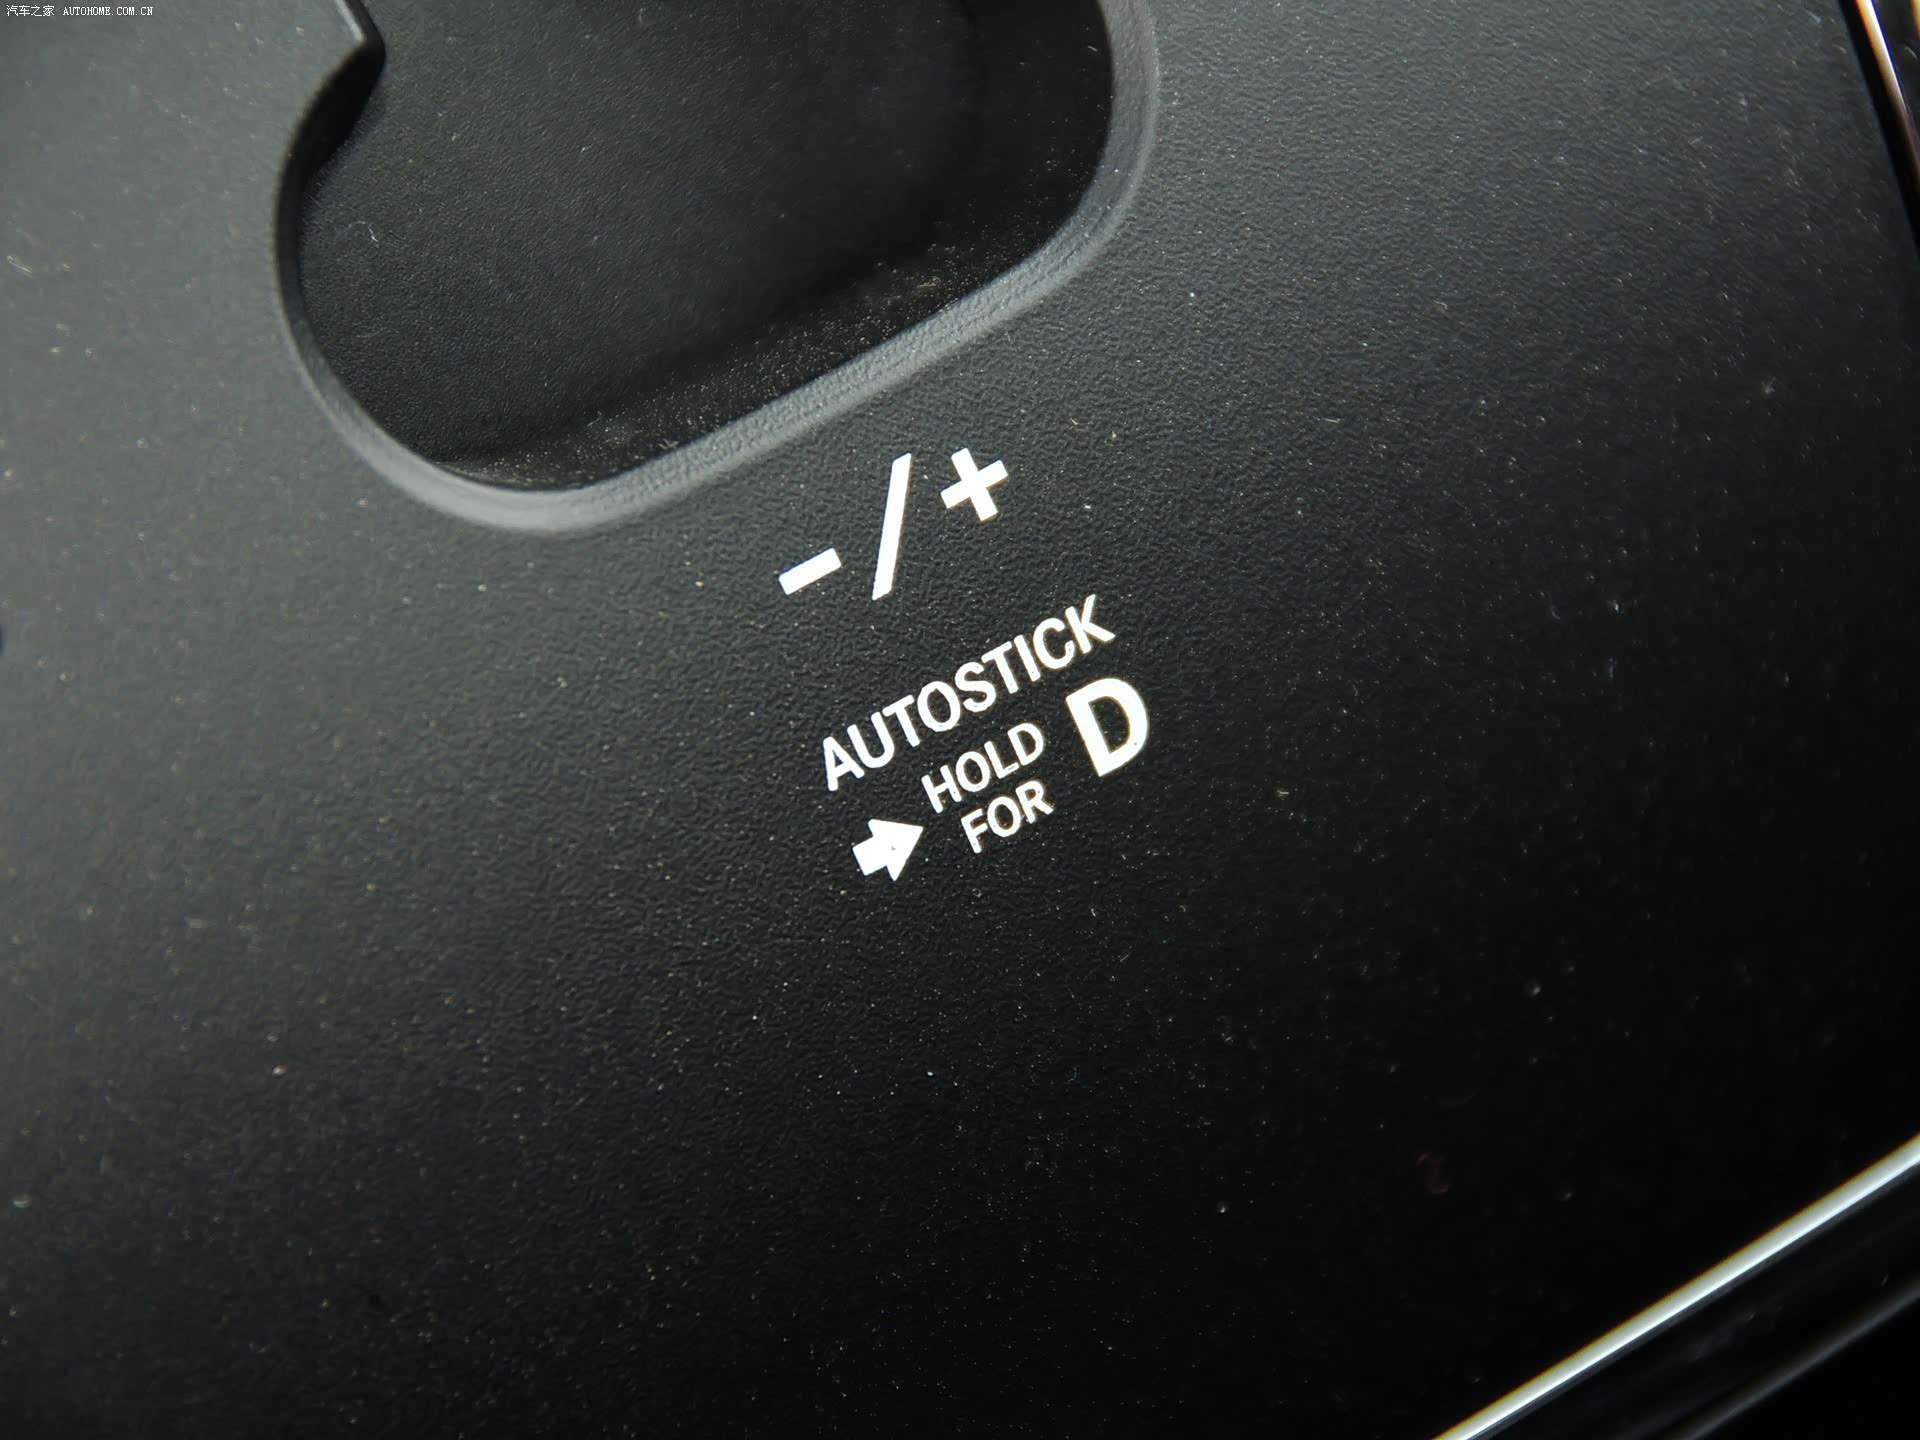 汽车之家 AUTOHOME.COM.CN
-/+
AUTOSTICK
➡ HOLD D
FOR